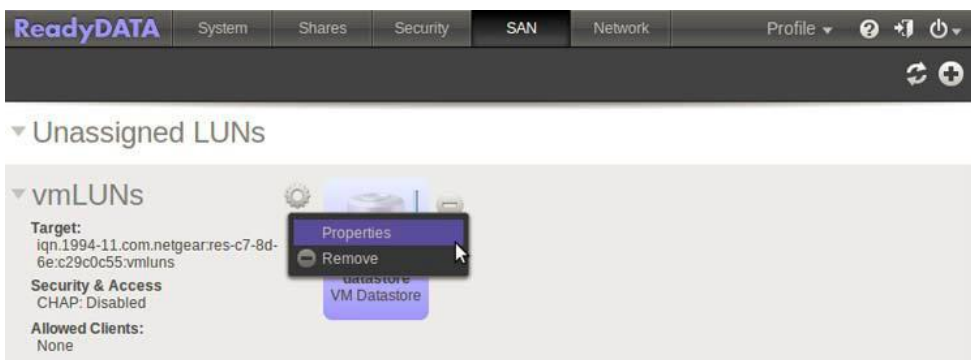 ReadyDATA System Shares Security SAN Network Profile
Unassigned LUNs
vmLUNs
Target:
iqn.1994-11.com.netgear:res-c7-8d-
6e:c29c0c55:vmluns
Security & Access
CHAP: Disabled
Allowed Clients:
None
Properties
Remove
datastore
VM Datastore